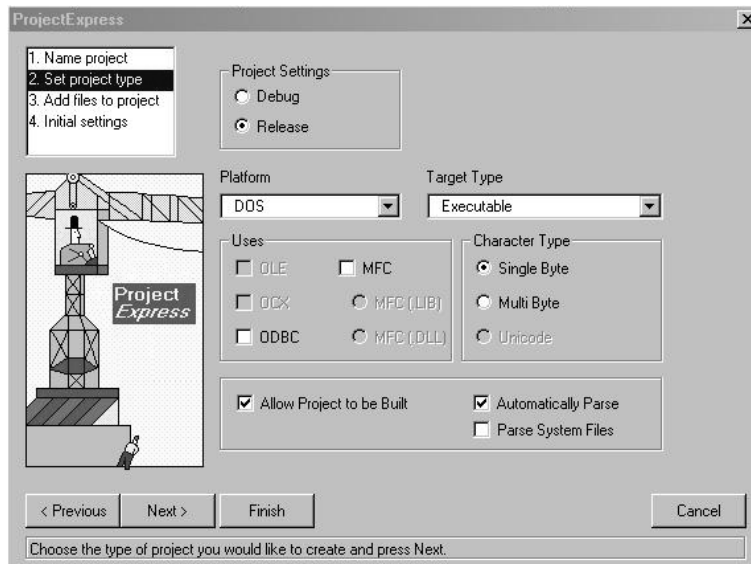 ProjectExpress
1. Name project
2. Set project type
3. Add files to project
4. Initial settings
Project Settings
Debug
Release
Platform
DOS
Target Type
Executable
Uses
OLE
MFC
OCX
MFC (.LIB)
ODBC
MFC (.DLL)
Character Type
Single Byte
Multi Byte
Unicode
Project
Express
Allow Project to be Built
Automatically Parse
Parse System Files
< Previous
Next >
Finish
Cancel
Choose the type of project you would like to create and press Next.